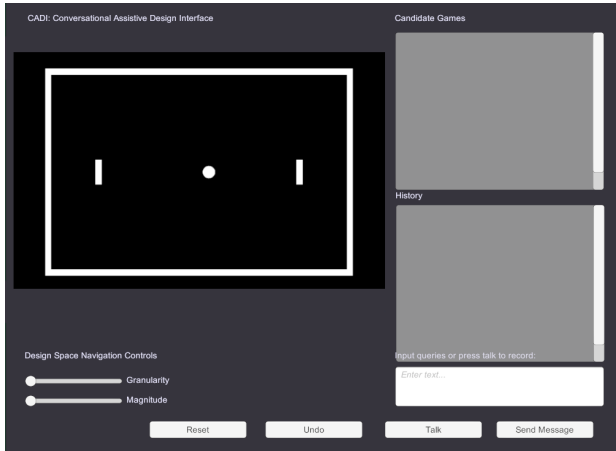 CADI: Conversational Assistive Design Interface
Candidate Games
History
Design Space Navigation Controls
Granularity
Magnitude
Input queries or press talk to record:
Enter text...
Reset
Undo
Talk
Send Message